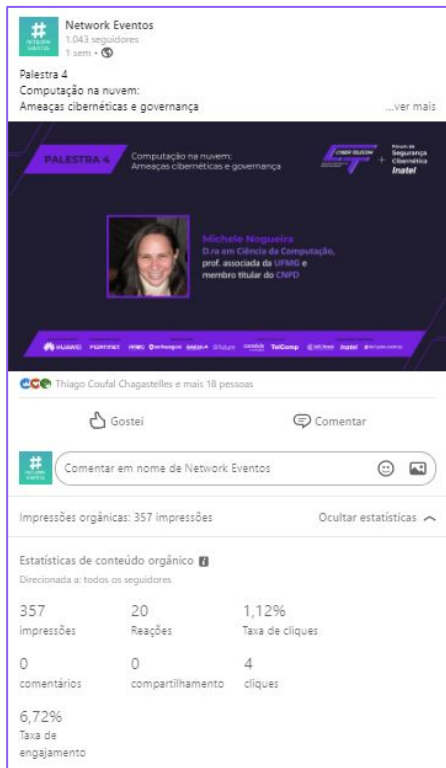 #
NETWORK
EVENTOS
Network Eventos
1.043 seguidores
1 sem •
Palestra 4
Computação na nuvem:
Ameaças cibernéticas e governança
...ver mais
PALESTRA 4
Computação na nuvem:
Ameaças cibernéticas e governança
CYBER TELECOM
+
Fórum de
Segurança
Cibernética
Inatel
Michele Nogueira
D.ra em Ciência da Computação,
prof. associada da UFMG e
membro titular do CNPD
HUAWEI FORTINET TelComp Inatel
Thiago Coufal Chagastelles e mais 18 pessoas
Gostei
Comentar
#
Comentar em nome de Network Eventos
Impressões orgânicas: 357 impressões
Ocultar estatísticas
Estatísticas de conteúdo orgânico
Direcionada a: todos os seguidores
357
impressões
20
Reações
1,12%
Taxa de cliques
0
comentários
0
compartilhamento
4
cliques
6,72%
Taxa de
engajamento